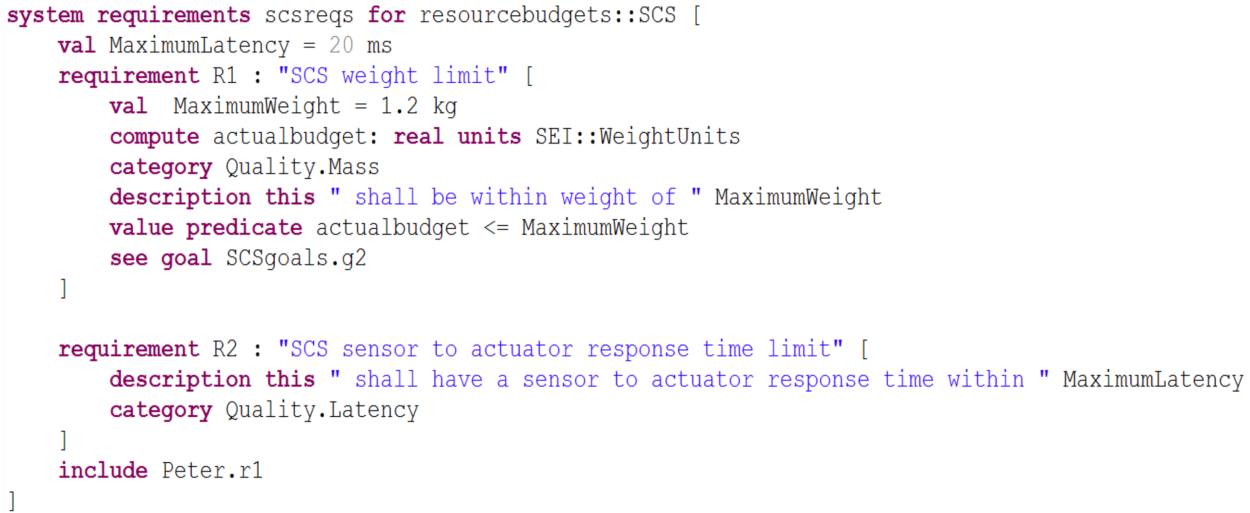 system requirements scsreqs for resourcebudgets::SCS [
    val MaximumLatency = 20 ms
    requirement R1 : "SCS weight limit" [
        val  MaximumWeight = 1.2 kg
        compute actualbudget: real units SEI::WeightUnits
        category Quality.Mass
        description this " shall be within weight of " MaximumWeight
        value predicate actualbudget <= MaximumWeight
        see goal SCSgoals.g2
    ]
    requirement R2 : "SCS sensor to actuator response time limit" [
        description this " shall have a sensor to actuator response time within " MaximumLatency
        category Quality.Latency
    ]
    include Peter.r1
]